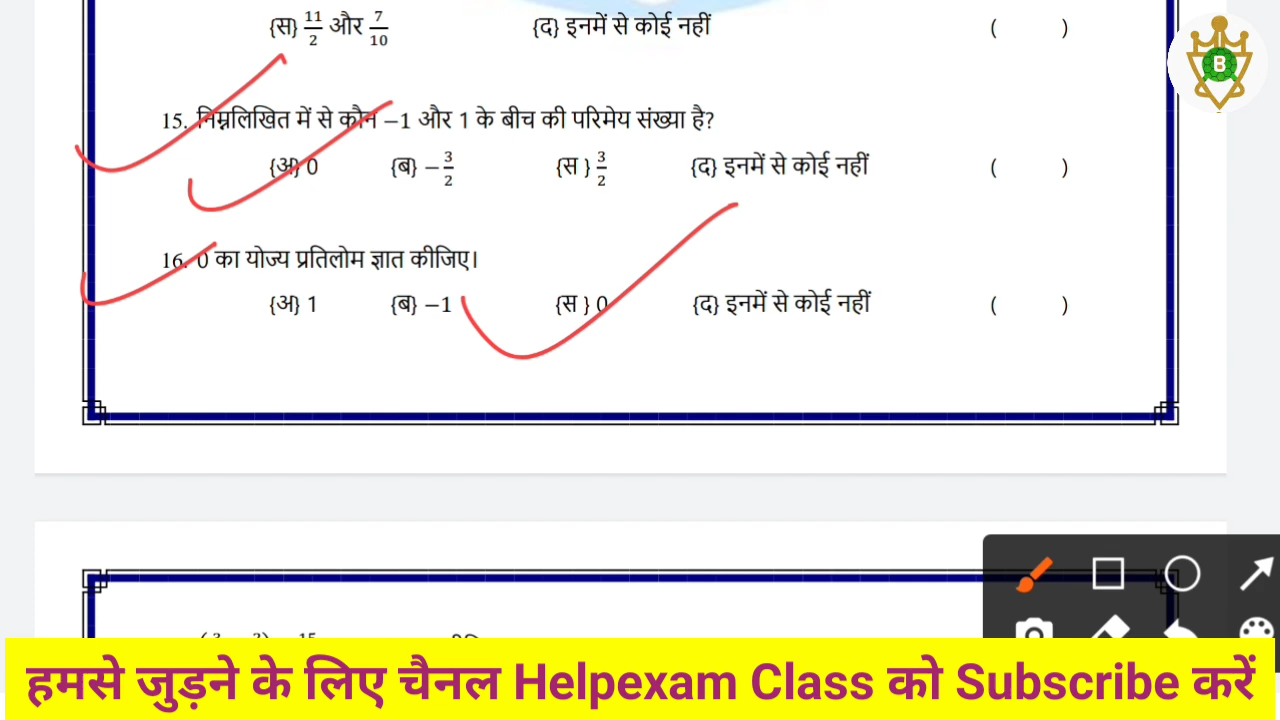 {स} 11/2 और 7/10 {द} इनमें से कोई नहीं ( )
B
15. निम्नलिखित में से कौन −1 और 1 के बीच की परिमेय संख्या है?
{अ} 0 {ब} −3/2 {स } 3/2 {द} इनमें से कोई नहीं ( )
16. 0 का योज्य प्रतिलोम ज्ञात कीजिए।
{अ} 1 {ब} −1 {स } 0 {द} इनमें से कोई नहीं ( )
हमसे जुड़ने के लिए चैनल Helpexam Class को Subscribe करें